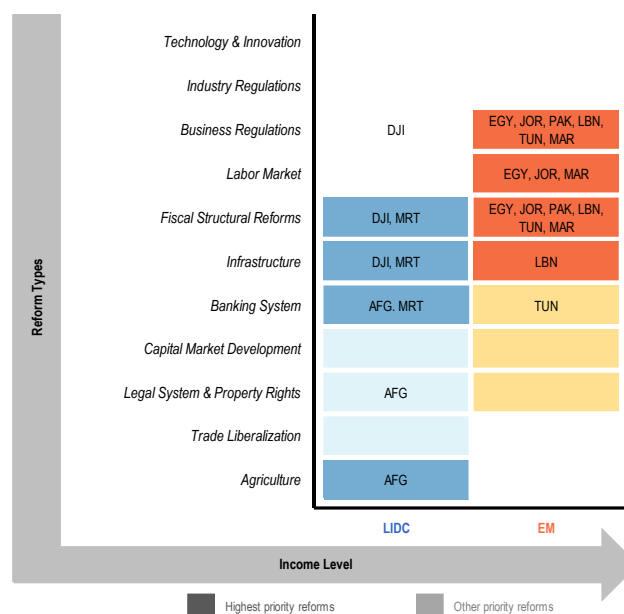 Technology & Innovation
Industry Regulations
Business Regulations
DJI
EGY, JOR, PAK, LBN,
TUN, MAR
Labor Market
EGY, JOR, MAR
Fiscal Structural Reforms
DJI, MRT
EGY, JOR, PAK, LBN,
TUN, MAR
Infrastructure
DJI, MRT
LBN
Banking System
AFG. MRT
TUN
Capital Market Development
Legal System & Property Rights
AFG
Trade Liberalization
Agriculture
AFG
Reform Types
LIDC
EM
Income Level
Highest priority reforms
Other priority reforms